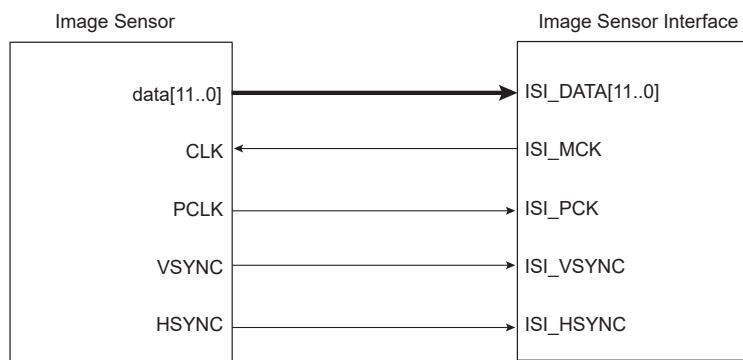 Image Sensor
Image Sensor Interface
data[11..0]
ISI_DATA[11..0]
CLK
ISI_MCK
PCLK
ISI_PCK
VSYNC
ISI_VSYNC
HSYNC
ISI_HSYNC